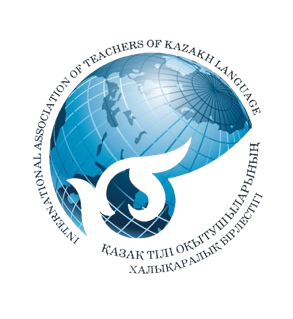 INTERNATIONAL ASSOCIATION OF TEACHERS OF KAZAKH LANGUAGE
ҚАЗАҚ ТІЛІ ОҚЫТУШЫЛАРЫНЫҢ
ХАЛЫҚАРАЛЫҚ БІРЛЕСТІГІ